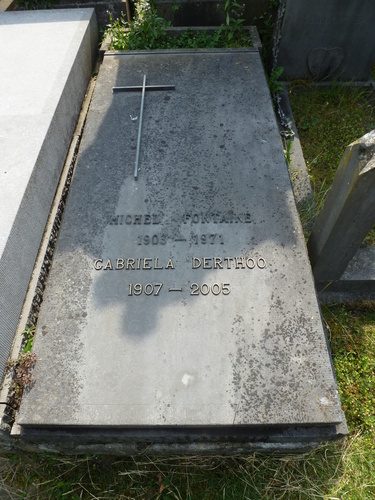 MICHEL FONTAINE
1903 — 1971
GABRIELA DERTHOO
1907 — 2005